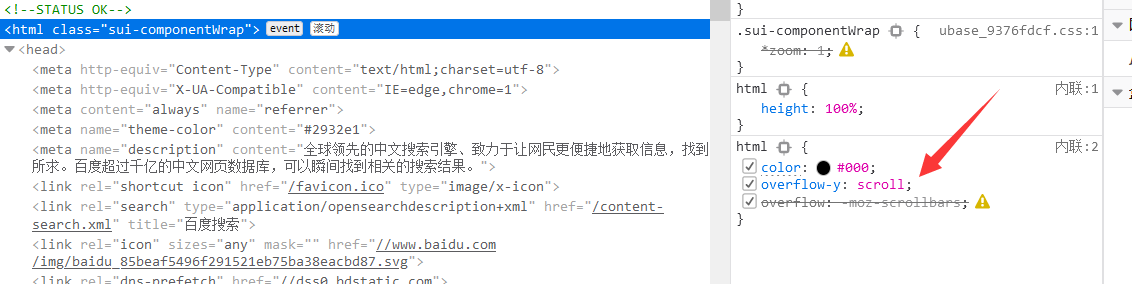 <!--STATUS OK-->
<html class="sui-componentWrap"> event 滚动
<head>
<meta http-equiv="Content-Type" content="text/html;charset=utf-8">
<meta http-equiv="X-UA-Compatible" content="IE=edge,chrome=1">
<meta content="always" name="referrer">
<meta name="theme-color" content="#2932e1">
<meta name="description" content="全球领先的中文搜索引擎、致力于让网民更便捷地获取信息，找到
所求。百度超过千亿的中文网页数据库，可以瞬间找到相关的搜索结果。">
<link rel="shortcut icon" href="/favicon.ico" type="image/x-icon">
<link rel="search" type="application/opensearchdescription+xml" href="/content-
search.xml" title="百度搜索">
<link rel="icon" sizes="any" mask="" href="//www.baidu.com
/img/baidu_85beaf5496f291521eb75ba38eacbd87.svg">
<link rel="dns-prefetch" href="//dss0.bdstatic.com">
}
.sui-componentWrap { ubase_9376fdcf.css:1
*zoom: 1;
}
html { 内联:1
height: 100%;
}
html { 内联:2
color: #000;
overflow-y: scroll;
overflow: -moz-scrollbars;
}